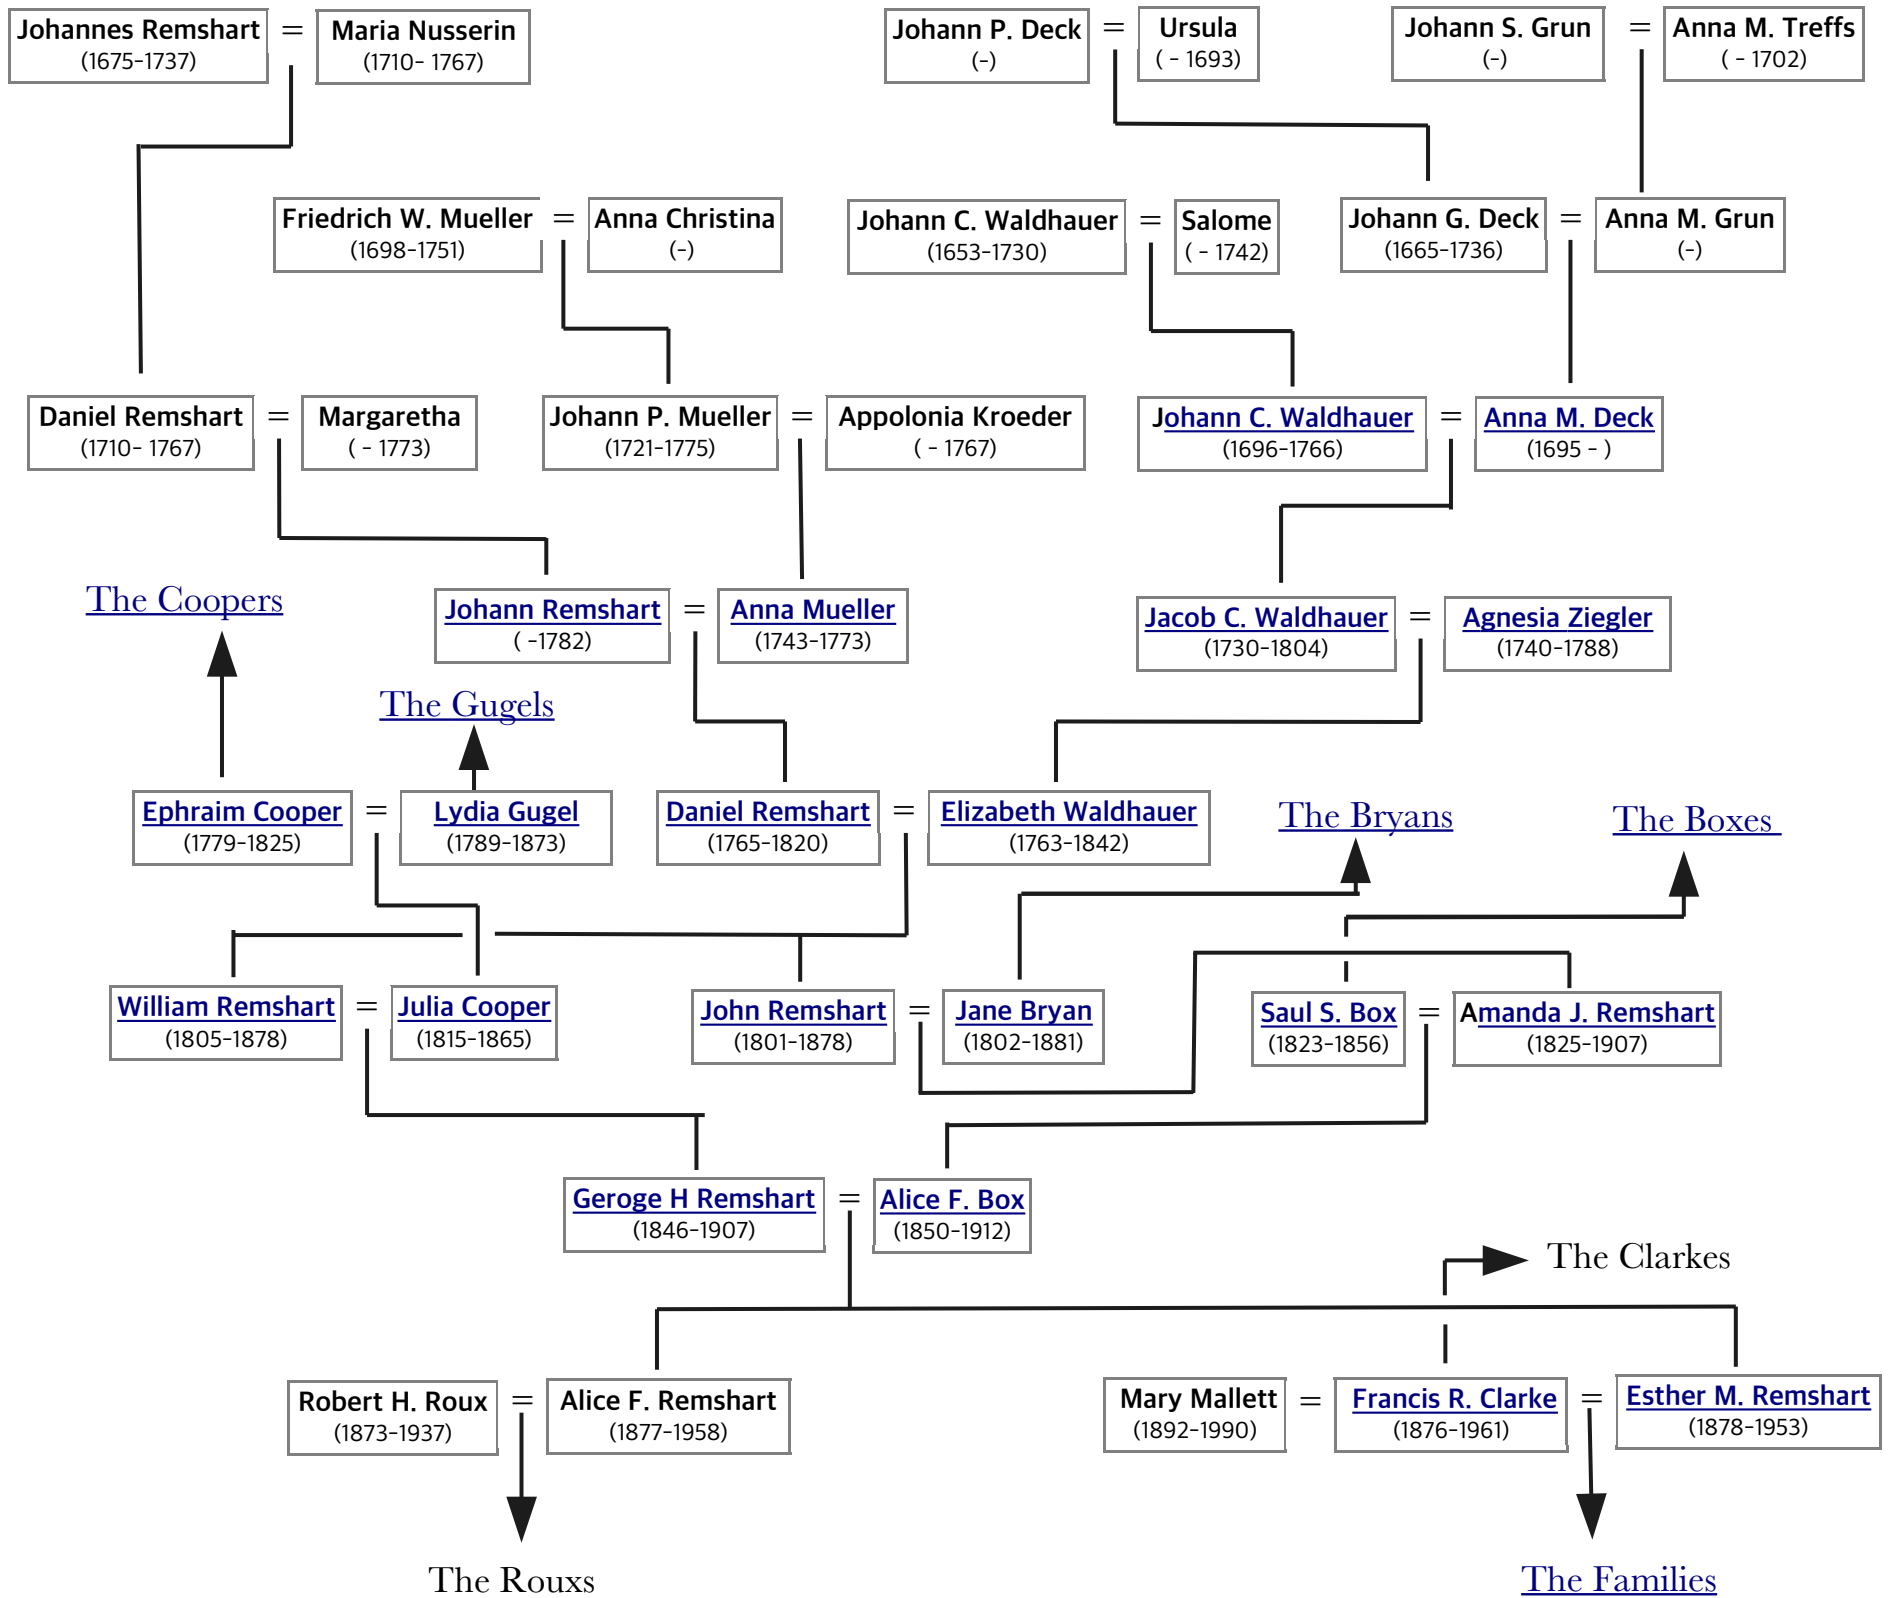 Johannes Remshart
(1675-1737)
=
Maria Nusserin
(1710- 1767)
Johann P. Deck
(-)
=
Ursula
( - 1693)
Johann S. Grun
(-)
=
Anna M. Treffs
( - 1702)
Friedrich W. Mueller
(1698-1751)
=
Anna Christina
(-)
Johann C. Waldhauer
(1653-1730)
=
Salome
( - 1742)
Johann G. Deck
(1665-1736)
=
Anna M. Grun
(-)
Daniel Remshart
(1710- 1767)
=
Margaretha
( - 1773)
Johann P. Mueller
(1721-1775)
=
Appolonia Kroeder
( - 1767)
Johann C. Waldhauer
(1696-1766)
=
Anna M. Deck
(1695 - )
The Coopers
Johann Remshart
( -1782)
=
Anna Mueller
(1743-1773)
Jacob C. Waldhauer
(1730-1804)
=
Agnesia Ziegler
(1740-1788)
The Gugels
Ephraim Cooper
(1779-1825)
=
Lydia Gugel
(1789-1873)
Daniel Remshart
(1765-1820)
=
Elizabeth Waldhauer
(1763-1842)
The Bryans
The Boxes
William Remshart
(1805-1878)
=
Julia Cooper
(1815-1865)
John Remshart
(1801-1878)
=
Jane Bryan
(1802-1881)
Saul S. Box
(1823-1856)
=
Amanda J. Remshart
(1825-1907)
Geroge H Remshart
(1846-1907)
=
Alice F. Box
(1850-1912)
The Clarkes
Robert H. Roux
(1873-1937)
=
Alice F. Remshart
(1877-1958)
Mary Mallett
(1892-1990)
=
Francis R. Clarke
(1876-1961)
=
Esther M. Remshart
(1878-1953)
The Rouxs
The Families